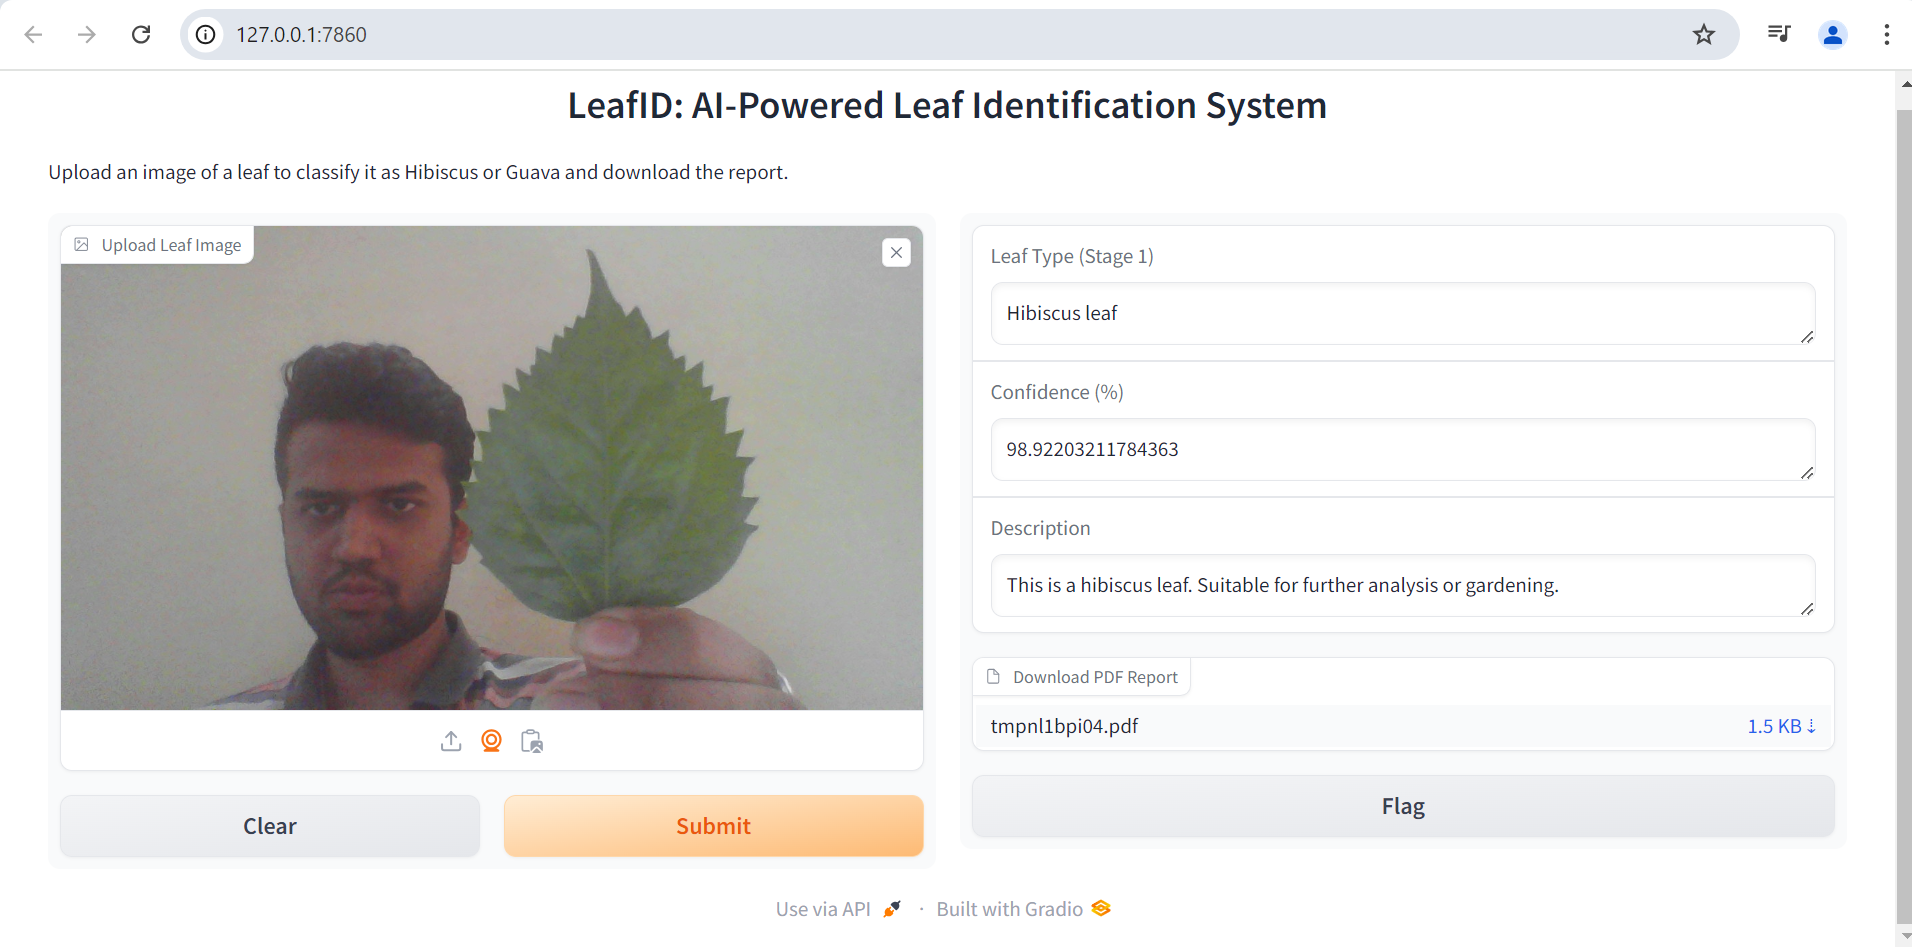 127.0.0.1:7860
LeafID: AI-Powered Leaf Identification System
Upload an image of a leaf to classify it as Hibiscus or Guava and download the report.
Upload Leaf Image
Clear
Submit
Leaf Type (Stage 1)
Hibiscus leaf
Confidence (%)
98.92203211784363
Description
This is a hibiscus leaf. Suitable for further analysis or gardening.
Download PDF Report
tmpnl1bpi04.pdf 1.5 KB ⇣
Flag
Use via API · Built with Gradio